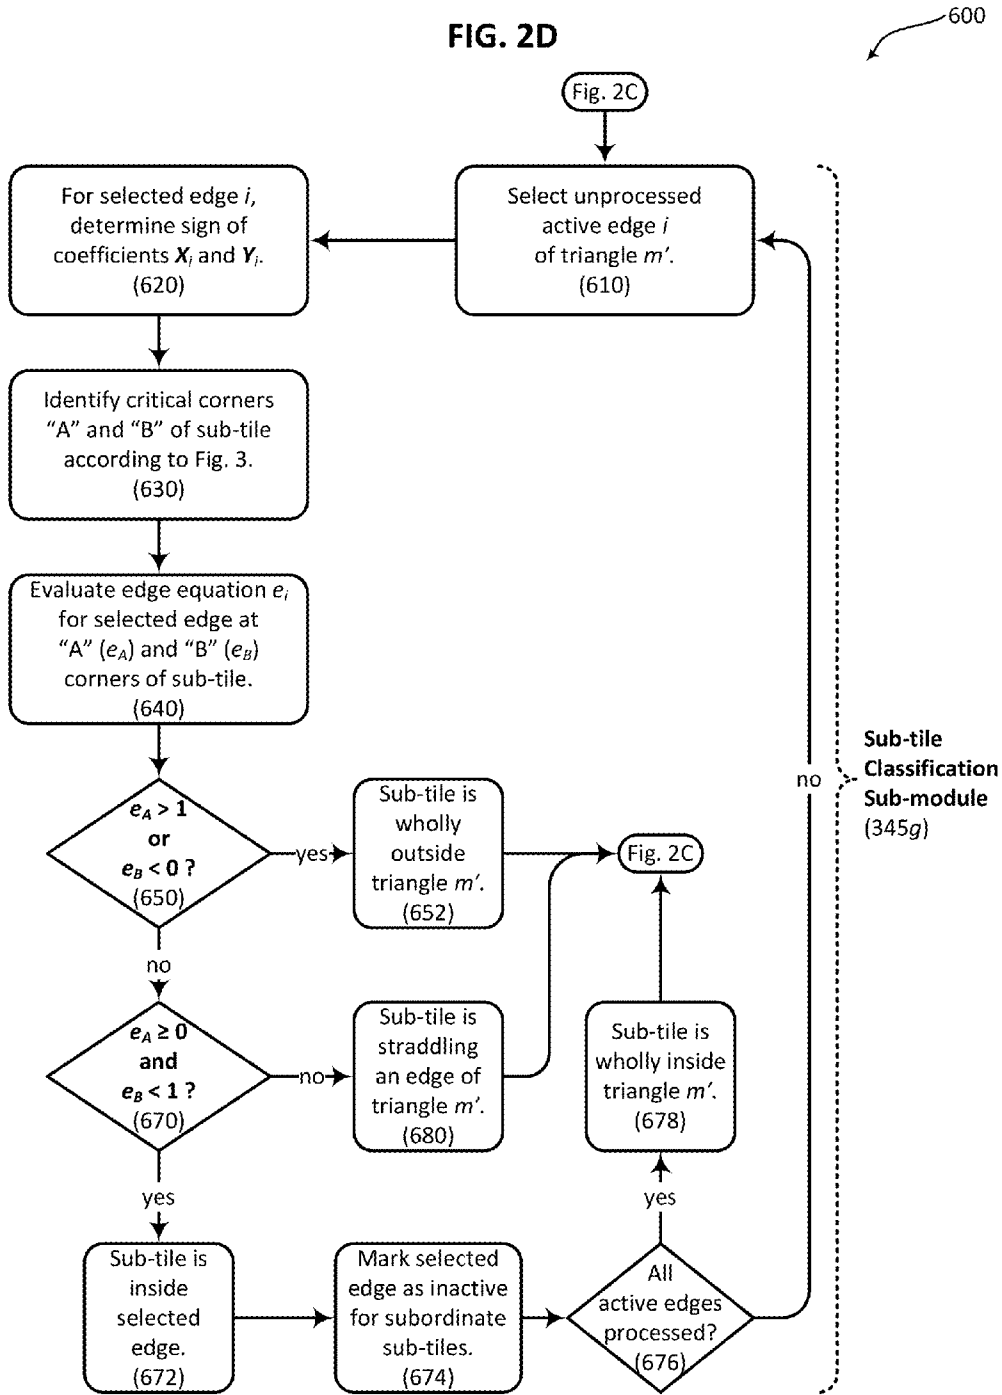 600
FIG. 2D
Fig. 2C
For selected edge i,
determine sign of
coefficients Xi and Yi.
(620)
Select unprocessed
active edge i
of triangle m′.
(610)
Identify critical corners
“A” and “B” of sub-tile
according to Fig. 3.
(630)
Evaluate edge equation ei
for selected edge at
“A” (eA) and “B” (eB)
corners of sub-tile.
(640)
Sub-tile
Classification
Sub-module
(345g)
no
eA > 1
or
eB < 0 ?
(650)
yes
Sub-tile is
wholly
outside
triangle m′.
(652)
Fig. 2C
no
eA ≥ 0
and
eB < 1 ?
(670)
no
Sub-tile is
straddling
an edge of
triangle m′.
(680)
Sub-tile is
wholly inside
triangle m′.
(678)
yes
yes
Sub-tile is
inside
selected
edge.
(672)
Mark selected
edge as inactive
for subordinate
sub-tiles.
(674)
All
active edges
processed?
(676)